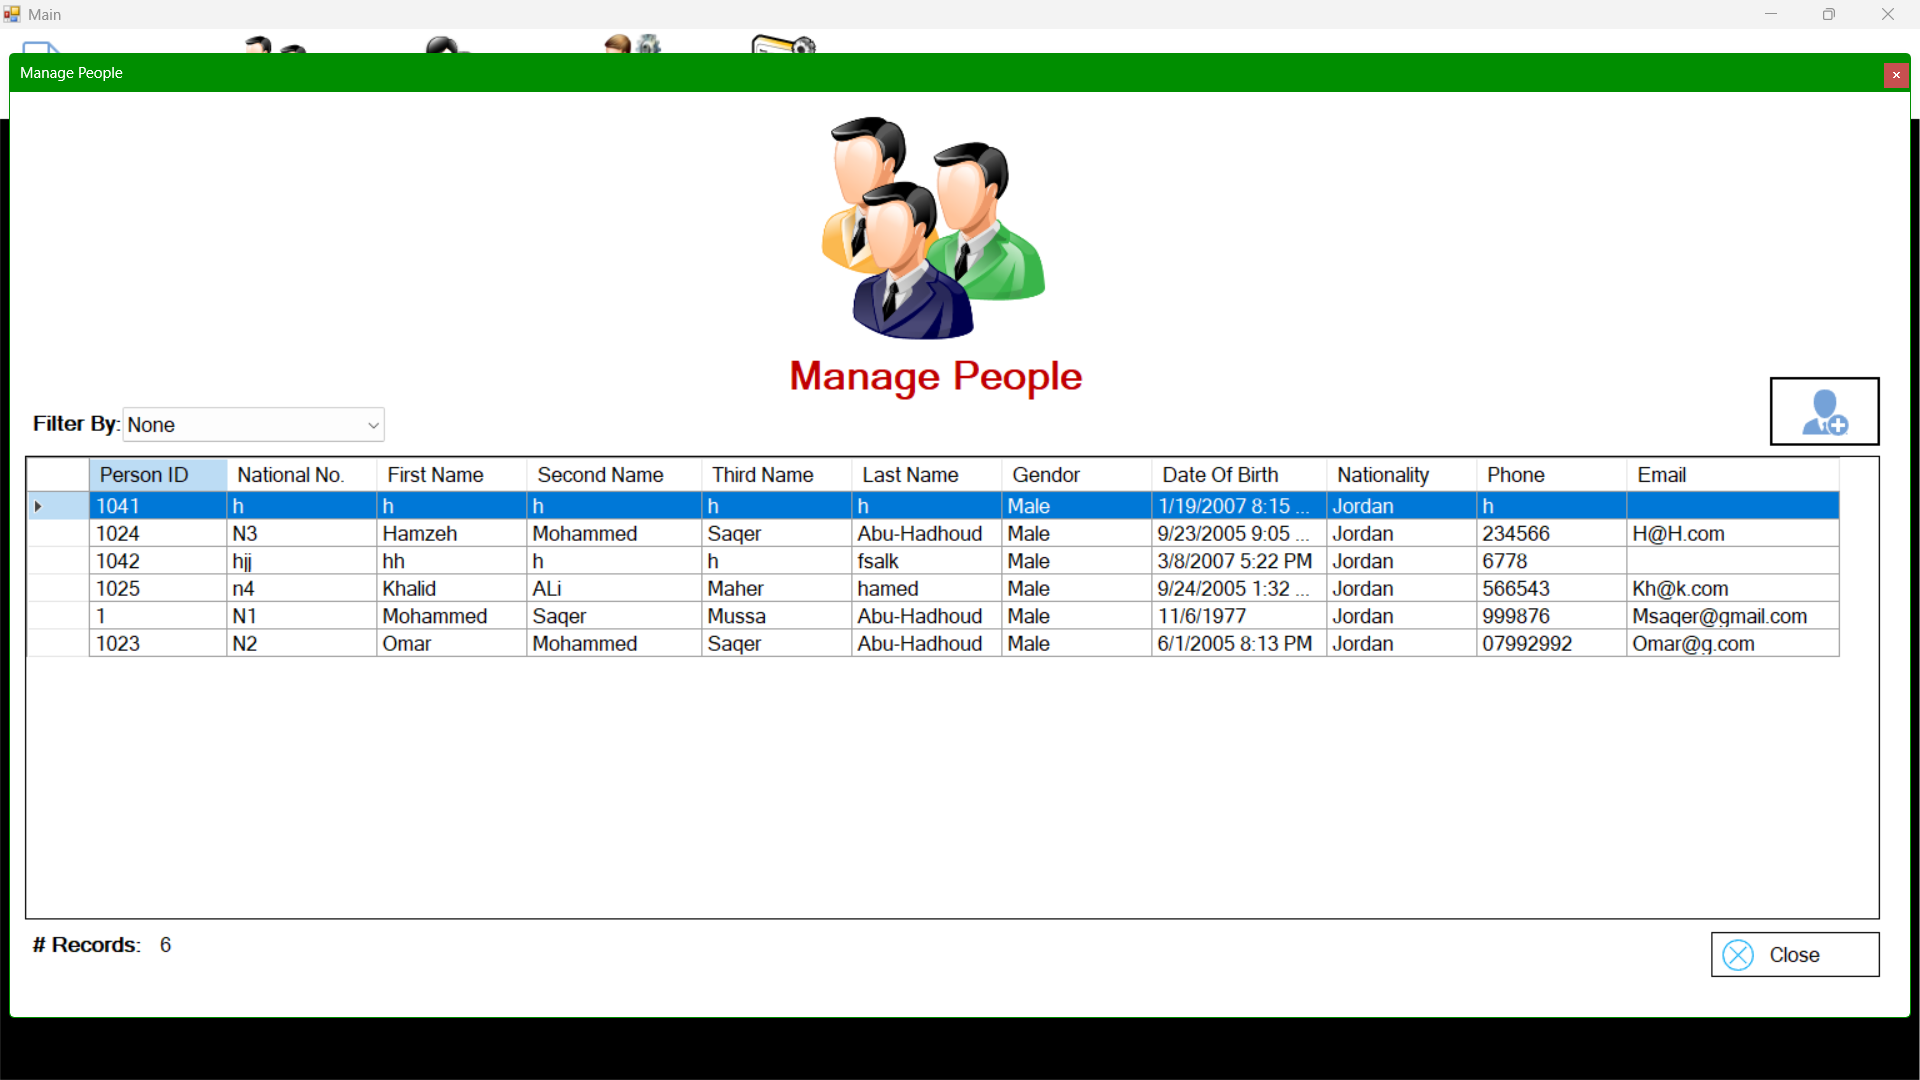 Main
Manage People
Manage People
Filter By: None
Person ID National No. First Name Second Name Third Name Last Name Gendor Date Of Birth Nationality Phone Email
1041 h h h h h Male 1/19/2007 8:15 ... Jordan h
1024 N3 Hamzeh Mohammed Saqer Abu-Hadhoud Male 9/23/2005 9:05 ... Jordan 234566 H@H.com
1042 hjj hh h h fsalk Male 3/8/2007 5:22 PM Jordan 6778
1025 n4 Khalid ALi Maher hamed Male 9/24/2005 1:32 ... Jordan 566543 Kh@k.com
1 N1 Mohammed Saqer Mussa Abu-Hadhoud Male 11/6/1977 Jordan 999876 Msaqer@gmail.com
1023 N2 Omar Mohammed Saqer Abu-Hadhoud Male 6/1/2005 8:13 PM Jordan 07992992 Omar@g.com
# Records: 6
Close